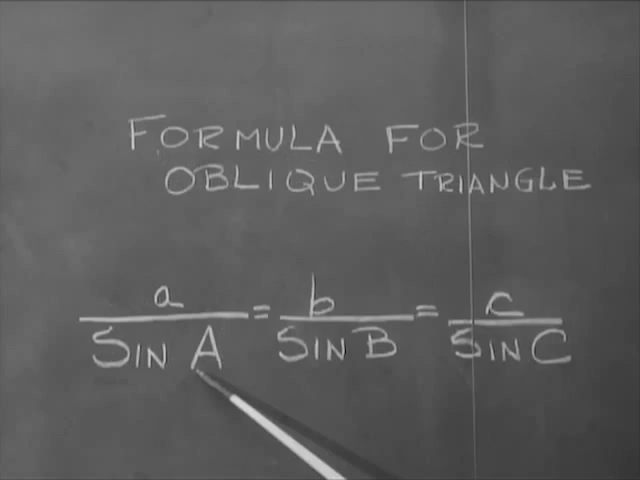 FORMULA FOR
OBLIQUE TRIANGLE
a/SIN A = b/SIN B = c/SIN C